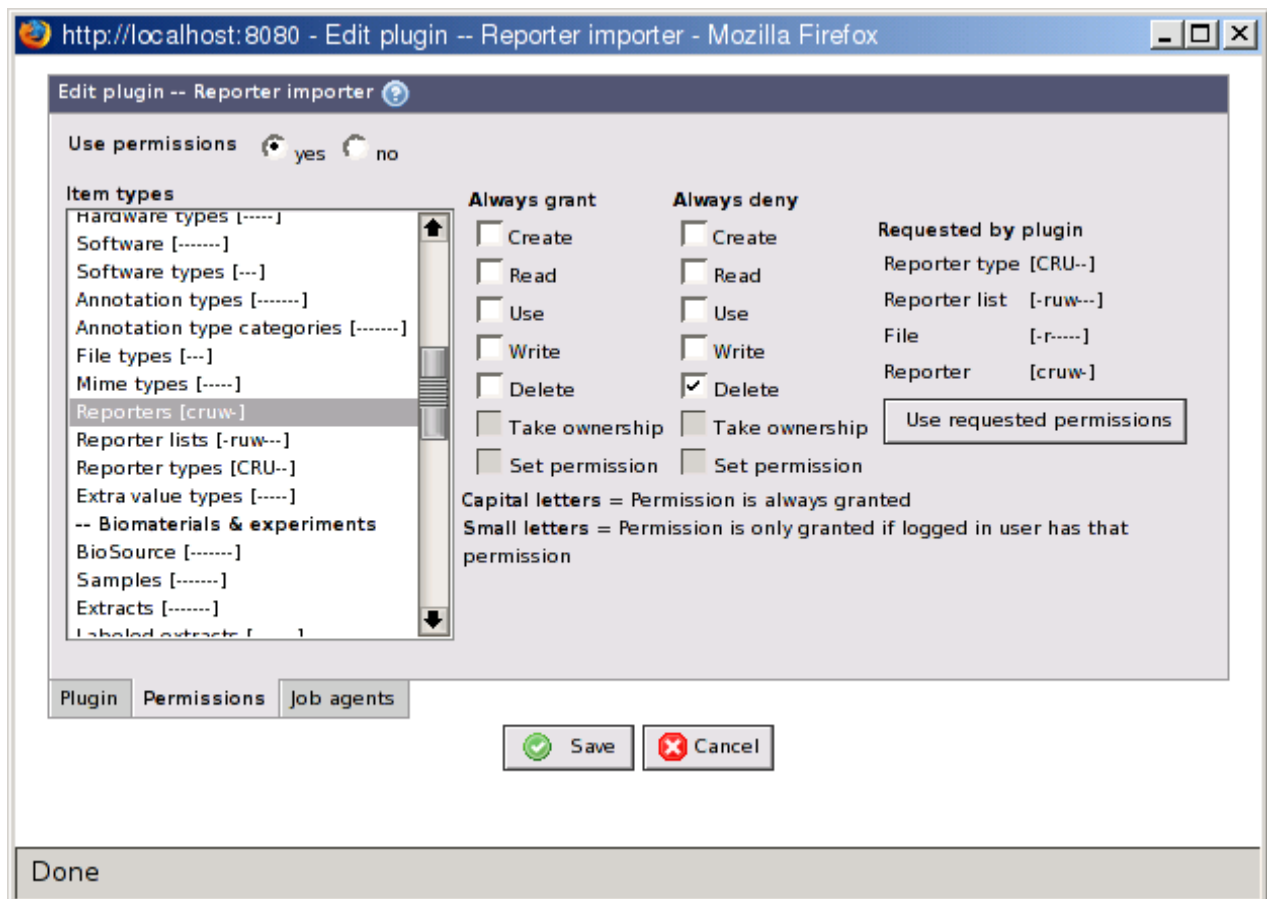 http://localhost:8080 - Edit plugin -- Reporter importer - Mozilla Firefox
Edit plugin -- Reporter importer ?
Use permissions yes no
Item types
Hardware types [-----]
Software [-------]
Software types [---]
Annotation types [-------]
Annotation type categories [-------]
File types [---]
Mime types [-----]
Reporters [cruw-]
Reporter lists [-ruw---]
Reporter types [CRU--]
Extra value types [-----]
-- Biomaterials & experiments
BioSource [-------]
Samples [-------]
Extracts [-------]
Labeled extracts [-------]
Always grant
Create
Read
Use
Write
Delete
Take ownership
Set permission
Always deny
Create
Read
Use
Write
Delete
Take ownership
Set permission
Requested by plugin
Reporter type [CRU--]
Reporter list [-ruw---]
File [-r-----]
Reporter [cruw-]
Use requested permissions
Capital letters = Permission is always granted
Small letters = Permission is only granted if logged in user has that
permission
Plugin Permissions Job agents
Save Cancel
Done